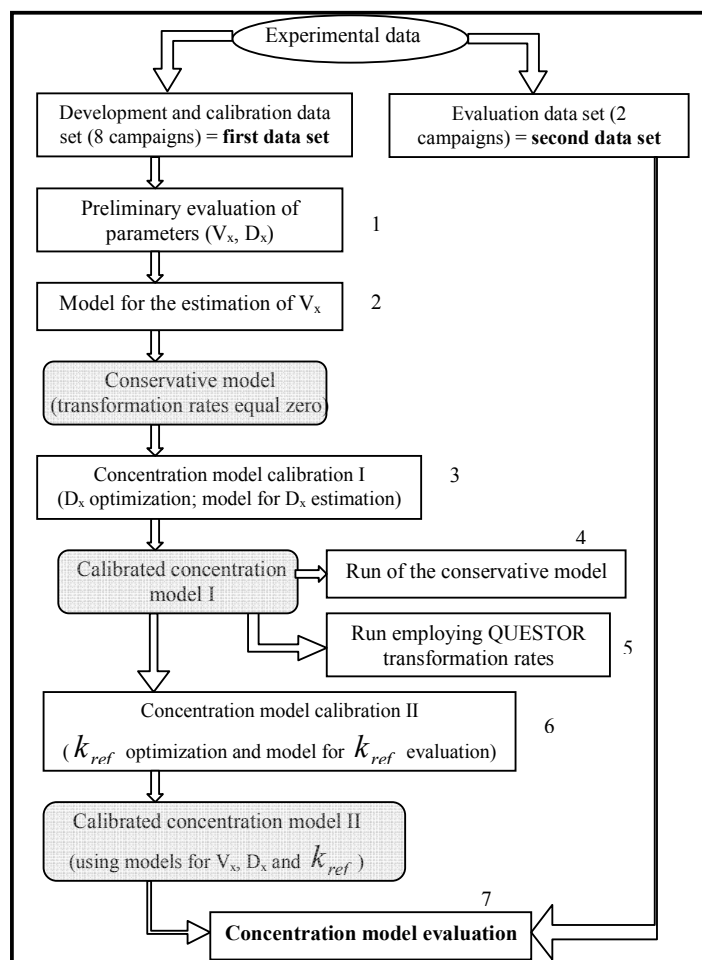 Experimental data
Development and calibration data
set (8 campaigns) = first data set
Evaluation data set (2
campaigns) = second data set
Preliminary evaluation of
parameters (Vx, Dx)
1
Model for the estimation of Vx
2
Conservative model
(transformation rates equal zero)
Concentration model calibration I
(Dx optimization; model for Dx estimation)
3
4
Calibrated concentration
model I
Run of the conservative model
Run employing QUESTOR
transformation rates
5
Concentration model calibration II
( kref optimization and model for kref evaluation)
6
Calibrated concentration model II
(using models for Vx, Dx and kref )
7
Concentration model evaluation